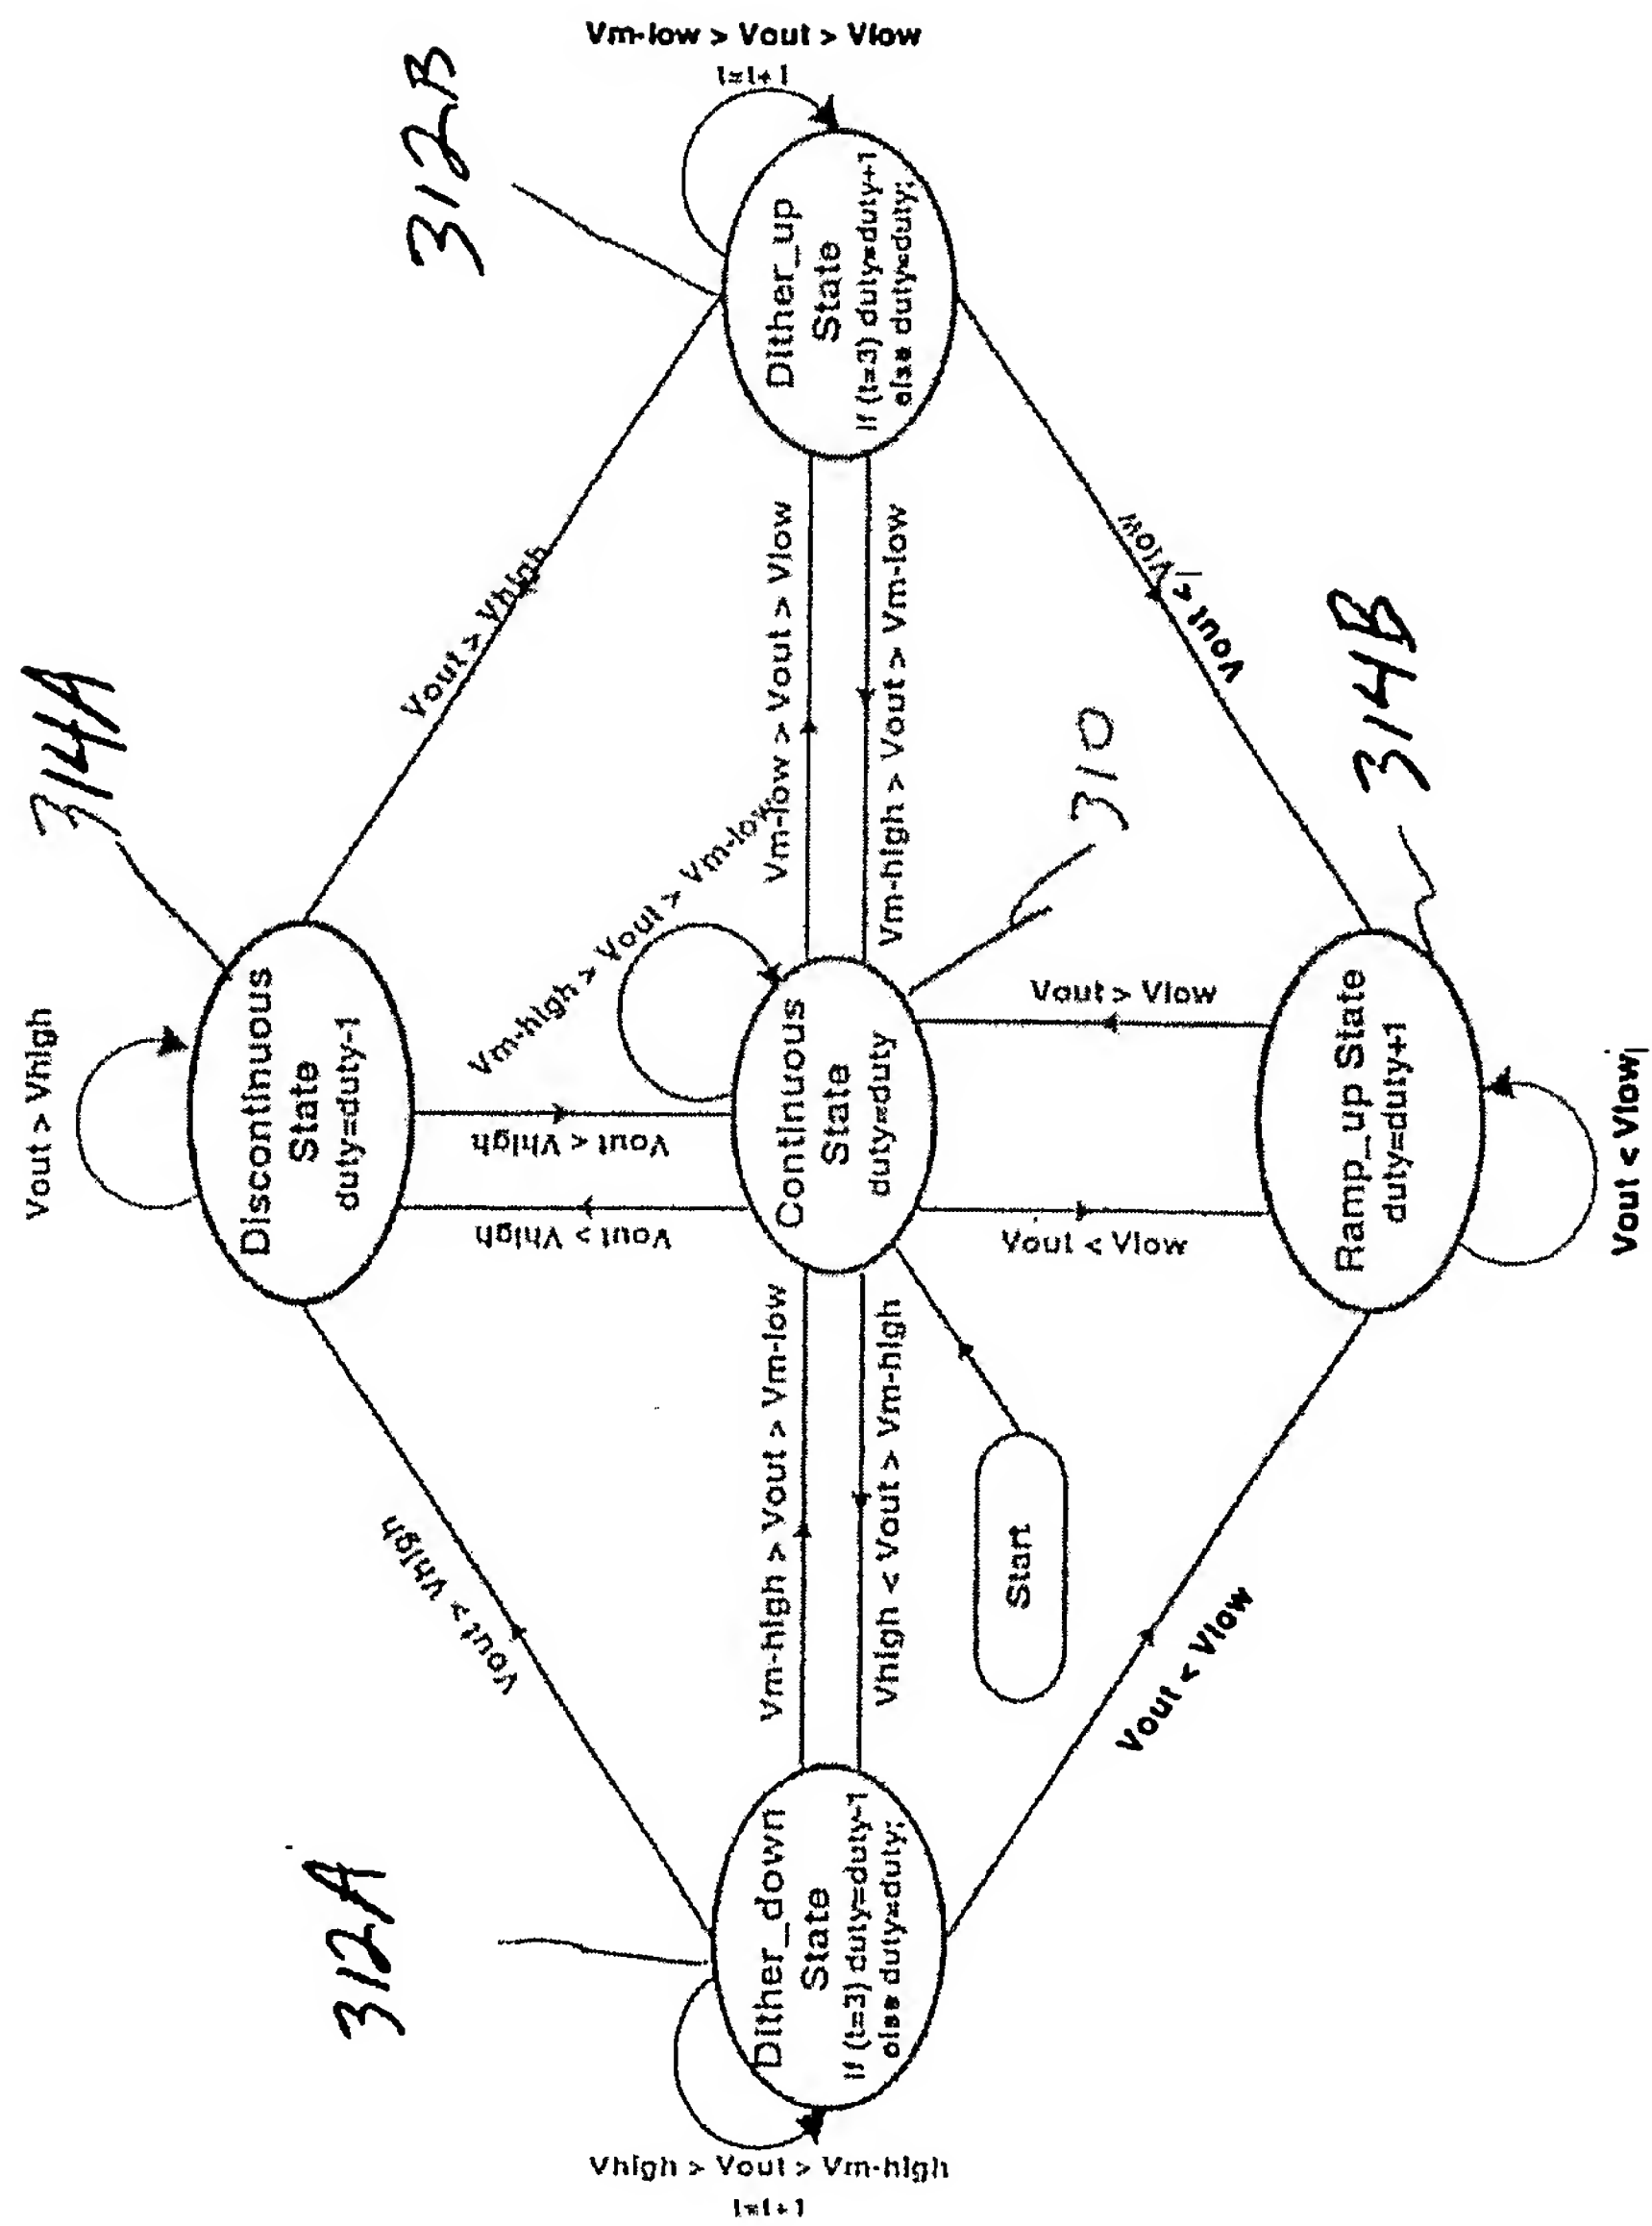 Vm-low > Vout > Vlow
t=t+1
312B
Dither_up
State
if (t=3) duty=duty+1
else duty=duty;
Vout > Vhigh
314A
Vm-low > Vout > Vlow
Vm-high > Vout > Vm-low
Vout < Vlow
314B
310
Vm-high > Vout > Vm-low
Vout > Vhigh
Discontinuous
State
duty=duty-1
Vout < Vhigh
Vout > Vhigh
Continuous
State
duty=duty
Vout > Vlow
Vout < Vlow
Ramp_up State
duty=duty+1
Vout < Vlow
Vm-high > Vout > Vm-low
Vhigh < Vout > Vm-high
Start
Vout > Vhigh
Vout < Vlow
312A
Dither_down
State
if (t=3) duty=duty-1
else duty=duty;
Vhigh > Vout > Vm-high
t=t+1